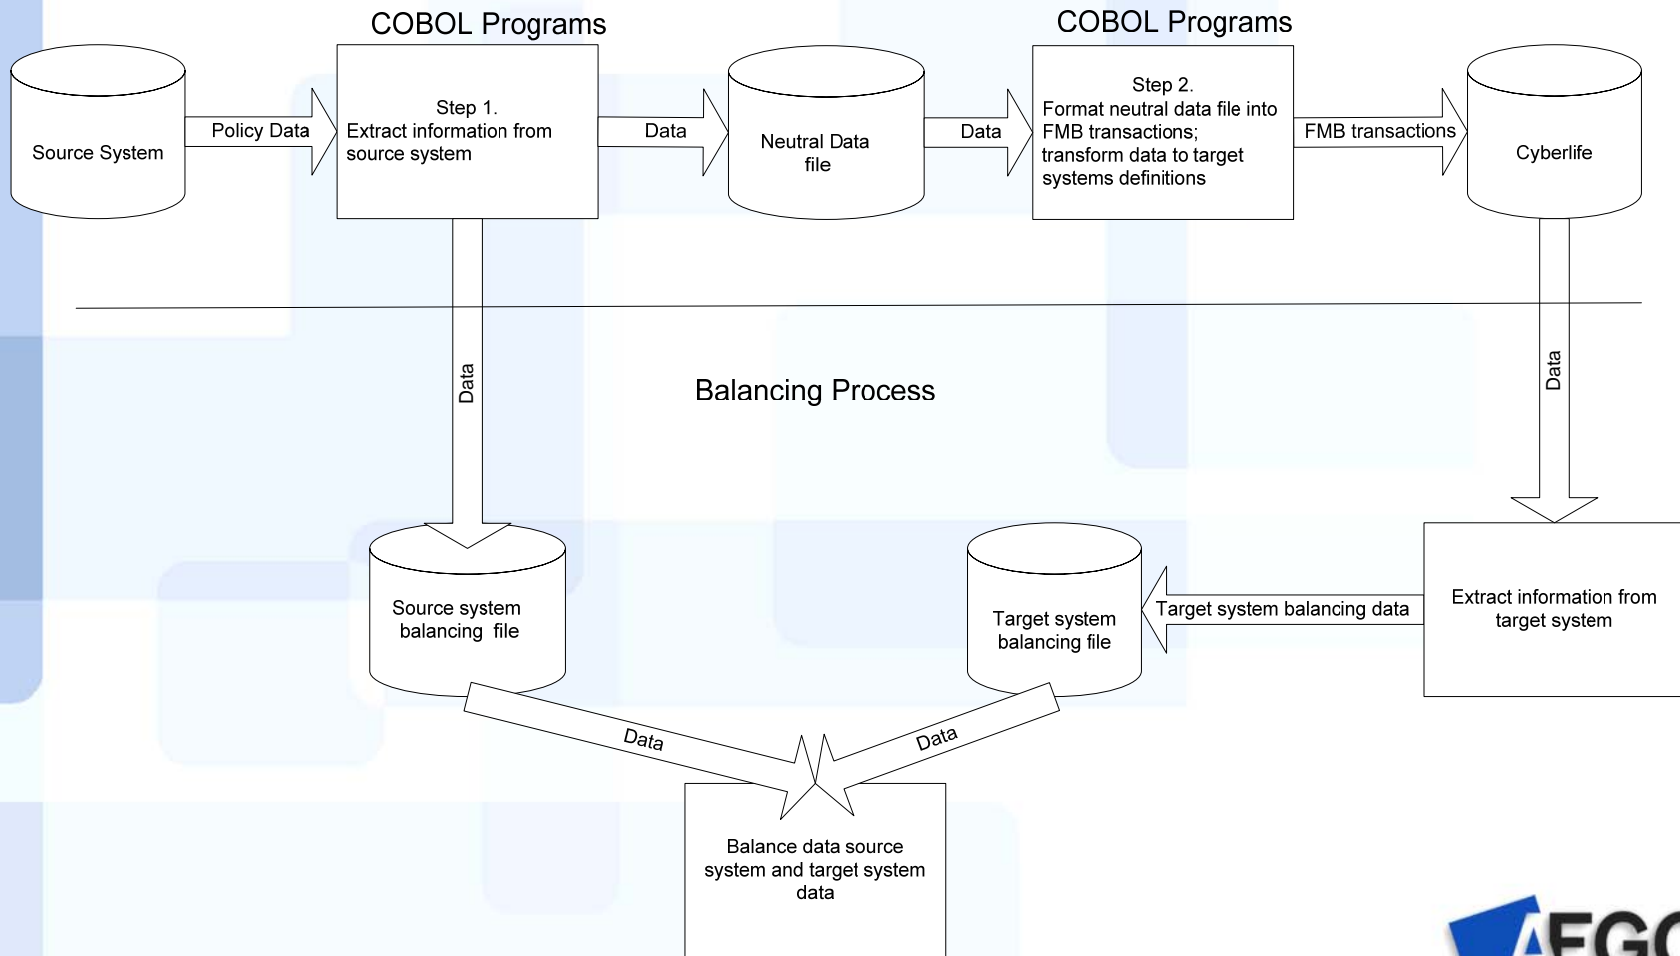 COBOL Programs
COBOL Programs
Source System
Policy Data
Step 1.
Extract information from
source system
Data
Neutral Data
file
Data
Step 2.
Format neutral data file into
FMB transactions;
transform data to target
systems definitions
FMB transactions
Cyberlife
Data
Balancing Process
Data
Source system
balancing file
Target system
balancing file
Target system balancing data
Extract information from
target system
Data
Data
Balance data source
system and target system
data